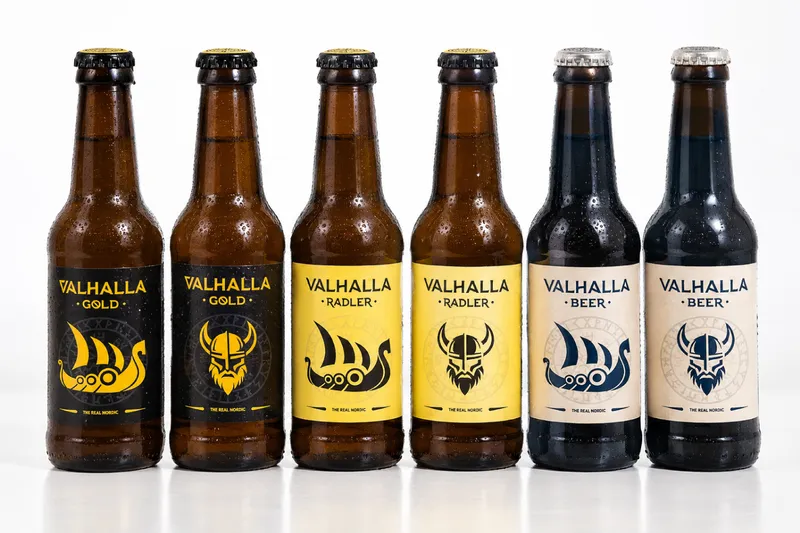 VALHALLA
• GOLD •
THE REAL NORDIC
VALHALLA
• GOLD •
THE REAL NORDIC
VALHALLA
• RADLER •
THE REAL NORDIC
VALHALLA
• RADLER •
THE REAL NORDIC
VALHALLA
• BEER •
THE REAL NORDIC
VALHALLA
• BEER •
THE REAL NORDIC